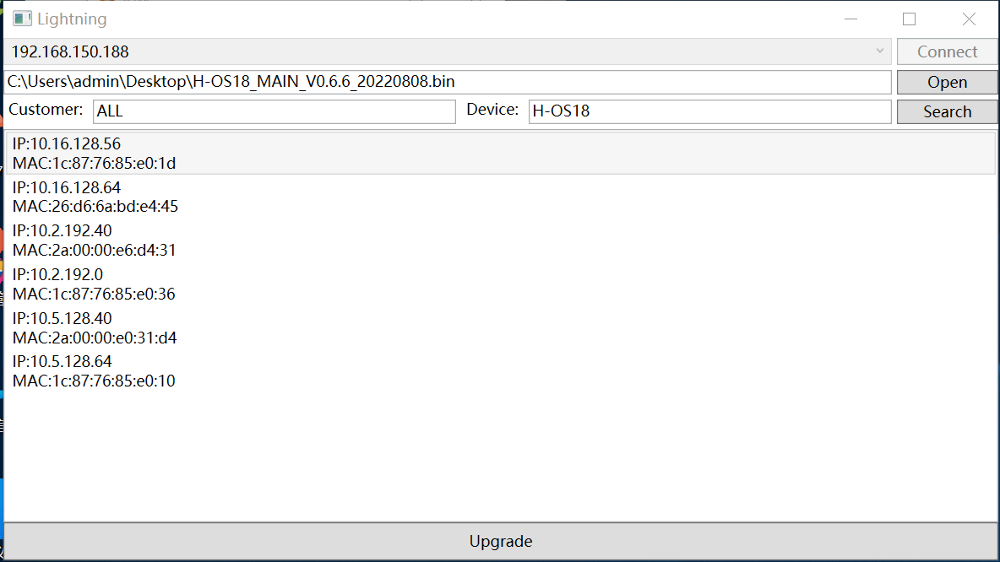 Lightning
192.168.150.188
Connect
C:\Users\admin\Desktop\H-OS18_MAIN_V0.6.6_20220808.bin
Open
Customer: ALL Device: H-OS18
Search
IP:10.16.128.56
MAC:1c:87:76:85:e0:1d
IP:10.16.128.64
MAC:26:d6:6a:bd:e4:45
IP:10.2.192.40
MAC:2a:00:00:e6:d4:31
IP:10.2.192.0
MAC:1c:87:76:85:e0:36
IP:10.5.128.40
MAC:2a:00:00:e0:31:d4
IP:10.5.128.64
MAC:1c:87:76:85:e0:10
Upgrade